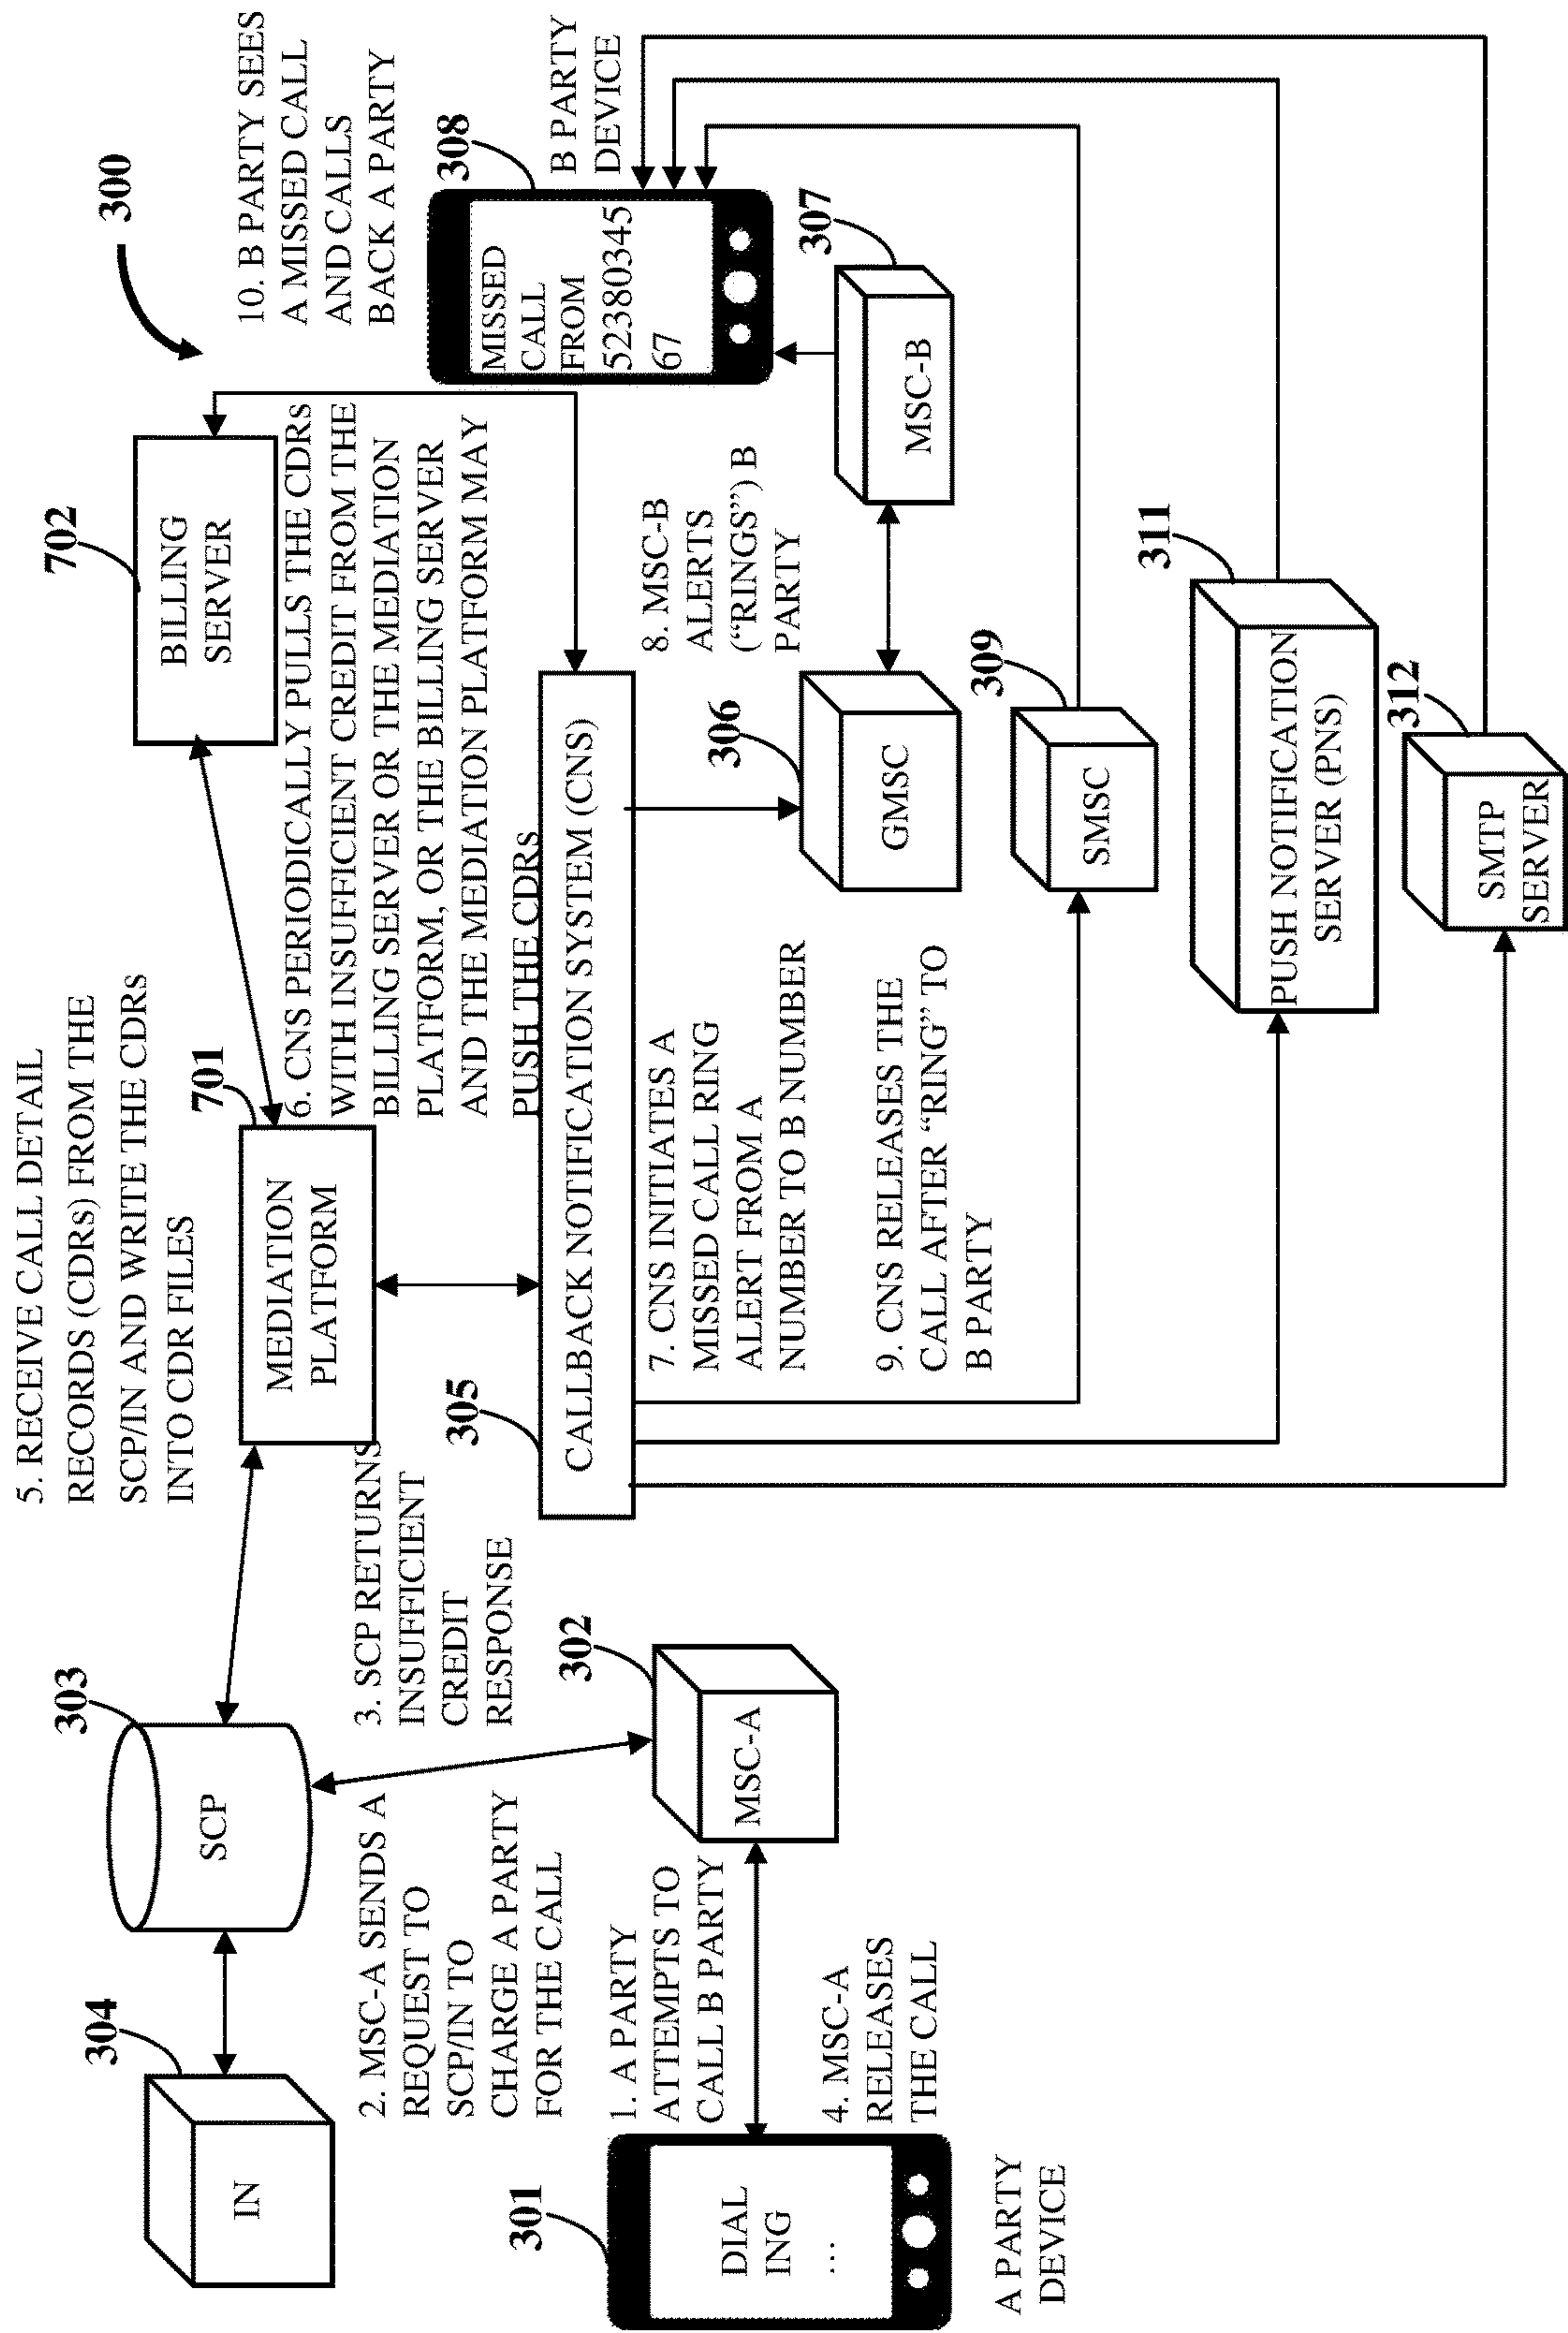 300
5. RECEIVE CALL DETAIL
RECORDS (CDRs) FROM THE
SCP/IN AND WRITE THE CDRs
INTO CDR FILES
10. B PARTY SEES
A MISSED CALL
AND CALLS
BACK A PARTY
304
IN
303
SCP
701
MEDIATION
PLATFORM
702
BILLING
SERVER
2. MSC-A SENDS A
REQUEST TO
SCP/IN TO
CHARGE A PARTY
FOR THE CALL
3. SCP RETURNS
INSUFFICIENT
CREDIT
RESPONSE
6. CNS PERIODICALLY PULLS THE CDRs
WITH INSUFFICIENT CREDIT FROM THE
BILLING SERVER OR THE MEDIATION
PLATFORM, OR THE BILLING SERVER
AND THE MEDIATION PLATFORM MAY
PUSH THE CDRs
308
MISSED
CALL
FROM
52380345
67
B PARTY
DEVICE
305
CALLBACK NOTIFICATION SYSTEM (CNS)
301
DIAL
ING
...
A PARTY
DEVICE
1. A PARTY
ATTEMPTS TO
CALL B PARTY
4. MSC-A
RELEASES
THE CALL
302
MSC-A
7. CNS INITIATES A
MISSED CALL RING
ALERT FROM A
NUMBER TO B NUMBER
9. CNS RELEASES THE
CALL AFTER “RING” TO
B PARTY
8. MSC-B
ALERTS
(“RINGS”) B
PARTY
306
GMSC
307
MSC-B
309
SMSC
311
PUSH NOTIFICATION
SERVER (PNS)
312
SMTP
SERVER